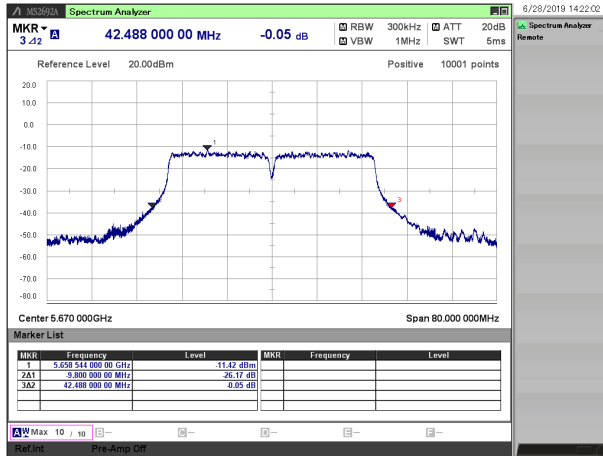 MS2692A Spectrum Analyzer
6/28/2019 14:22:02
MKR 3 Δ2 A 42.488 000 00 MHz -0.05 dB
M RBW 300kHz M ATT 20dB
M VBW 1MHz SWT 5ms
Spectrum Analyzer
Remote
Reference Level 20.00dBm Positive 10001 points
20.0
10.0
0.0
-10.0
-20.0
-30.0
-40.0
-50.0
-60.0
-70.0
-80.0
1
3
Center 5.670 000GHz Span 80.000 000MHz
Marker List
MKR Frequency Level MKR Frequency Level
1 5.658 544 000 00 GHz -11.42 dBm
2Δ1 -9.800 000 00 MHz -26.17 dB
3Δ2 42.488 000 00 MHz -0.05 dB
A W Max 10 / 10 B-- C-- D-- E-- F--
Ref.Int Pre-Amp Off